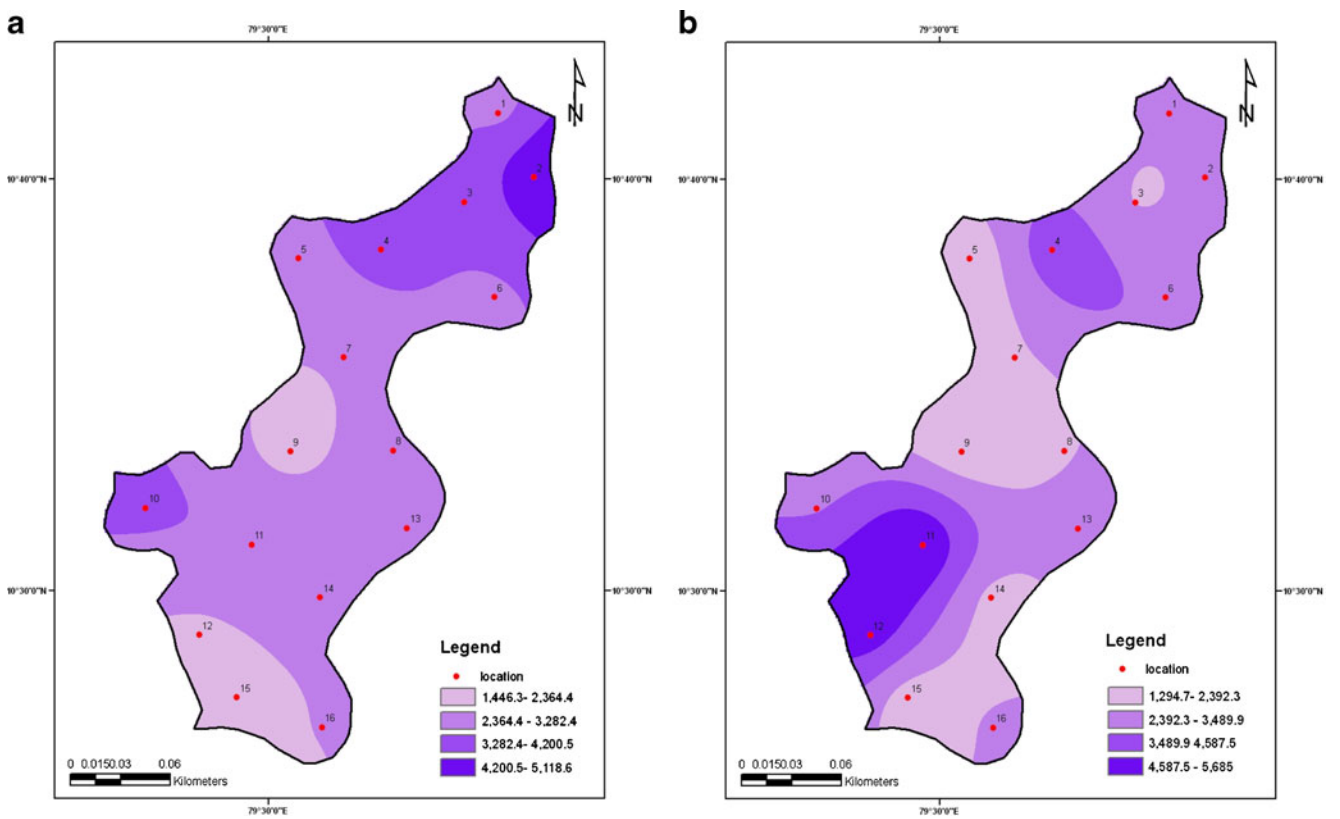 a
79°30'0"E
N
10°40'0"N
1
2
3
4
5
6
7
8
9
10
11
12
13
14
15
16
10°30'0"N
Legend
location
1,446.3- 2,364.4
2,364.4 - 3,282.4
3,282.4 - 4,200.5
4,200.5- 5,118.6
0 0.0150.03 0.06
Kilometers
79°30'0"E
b
79°30'0"E
N
10°40'0"N
10°40'0"N
1
2
3
4
5
6
7
8
9
10
11
12
13
14
15
16
10°30'0"N
10°30'0"N
Legend
location
1,294.7- 2,392.3
2,392.3 - 3,489.9
3,489.9 4,587.5
4,587.5 - 5,685
0 0.0150.03 0.06
Kilometers
79°30'0"E